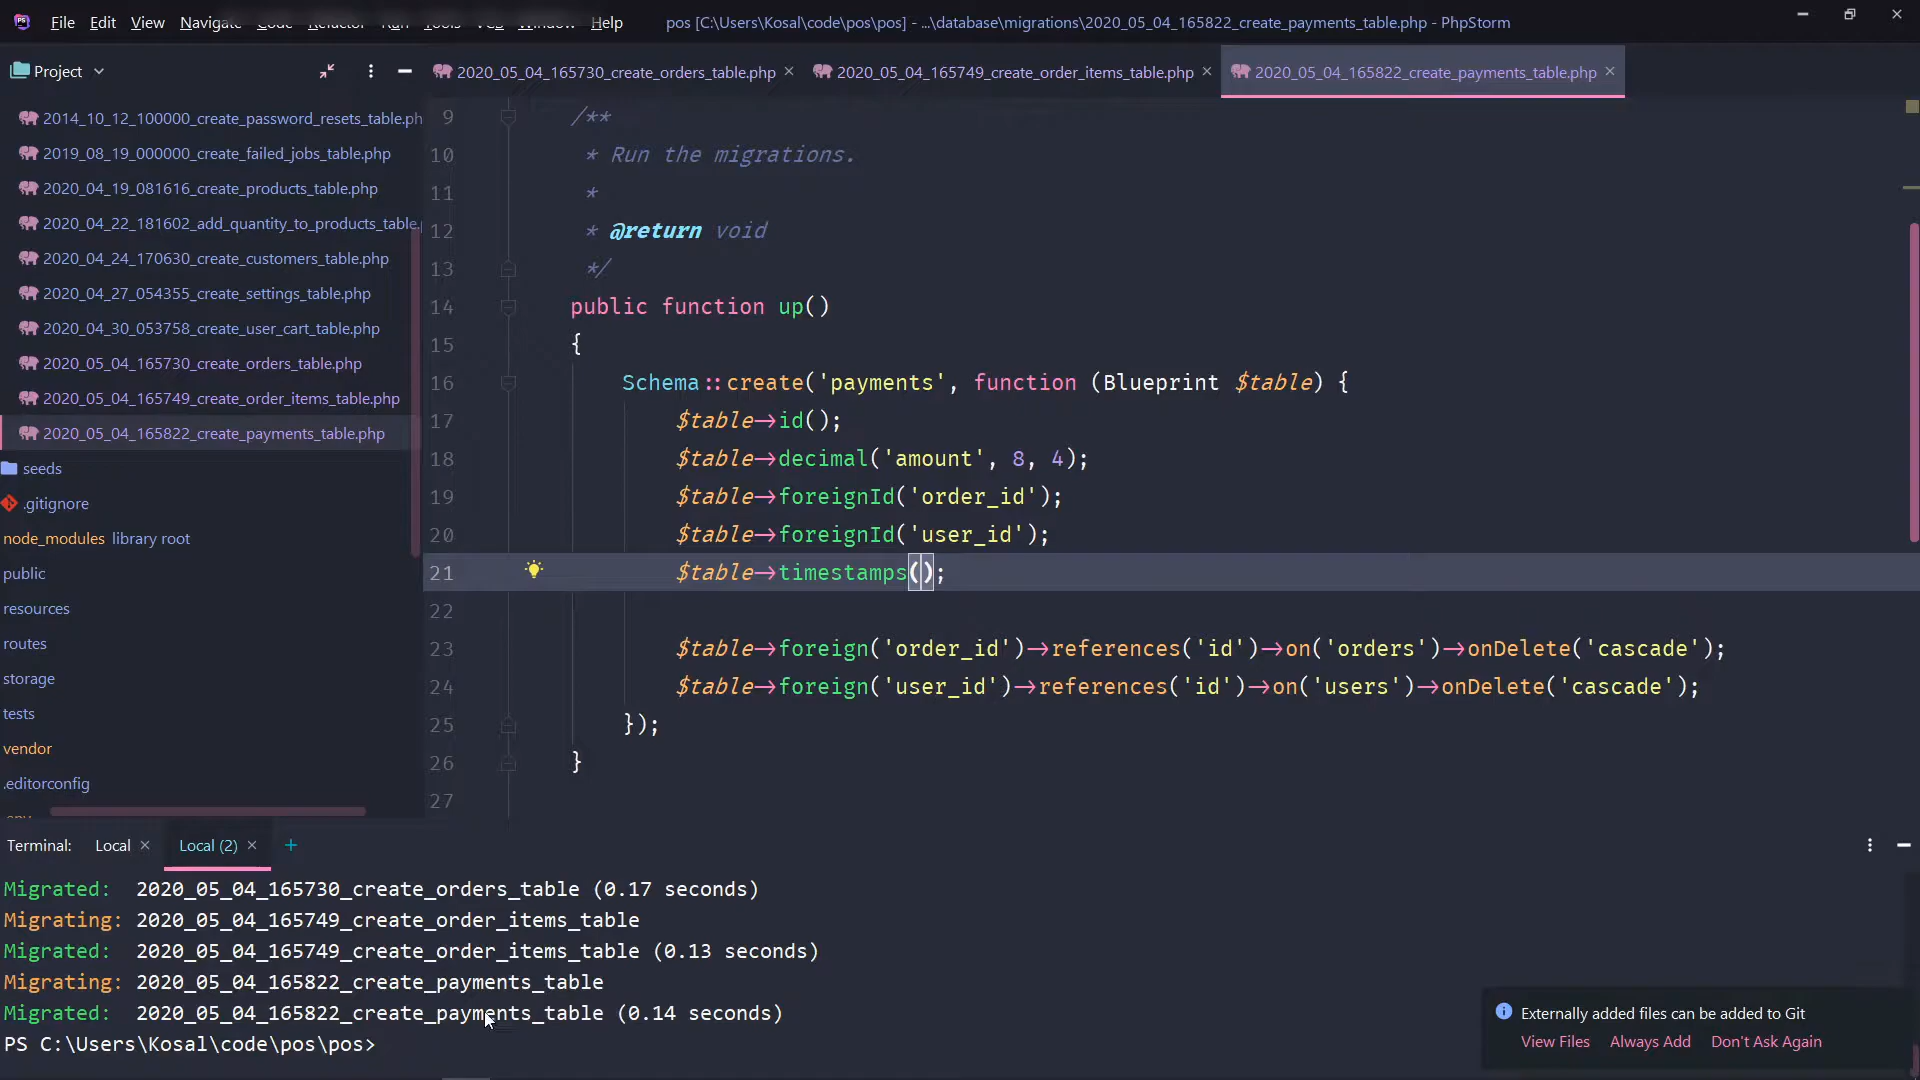 PS File Edit View Navigate Code Refactor Run Tools VCS Window Help pos [C:\Users\Kosal\code\pos\pos] - ...\database\migrations\2020_05_04_165822_create_payments_table.php - PhpStorm
Project 2020_05_04_165730_create_orders_table.php 2020_05_04_165749_create_order_items_table.php 2020_05_04_165822_create_payments_table.php
2014_10_12_100000_create_password_resets_table.ph
2019_08_19_000000_create_failed_jobs_table.php
2020_04_19_081616_create_products_table.php
2020_04_22_181602_add_quantity_to_products_table.
2020_04_24_170630_create_customers_table.php
2020_04_27_054355_create_settings_table.php
2020_04_30_053758_create_user_cart_table.php
2020_05_04_165730_create_orders_table.php
2020_05_04_165749_create_order_items_table.php
2020_05_04_165822_create_payments_table.php
seeds
.gitignore
node_modules library root
public
resources
routes
storage
tests
vendor
.editorconfig
9 /**
10 * Run the migrations.
11 *
12 * @return void
13 */
14 public function up()
15 {
16 Schema::create('payments', function (Blueprint $table) {
17 $table->id();
18 $table->decimal('amount', 8, 4);
19 $table->foreignId('order_id');
20 $table->foreignId('user_id');
21 $table->timestamps();
22
23 $table->foreign('order_id')->references('id')->on('orders')->onDelete('cascade');
24 $table->foreign('user_id')->references('id')->on('users')->onDelete('cascade');
25 });
26 }
27
Terminal: Local Local (2) +
Migrated: 2020_05_04_165730_create_orders_table (0.17 seconds)
Migrating: 2020_05_04_165749_create_order_items_table
Migrated: 2020_05_04_165749_create_order_items_table (0.13 seconds)
Migrating: 2020_05_04_165822_create_payments_table
Migrated: 2020_05_04_165822_create_payments_table (0.14 seconds)
PS C:\Users\Kosal\code\pos\pos>
Externally added files can be added to Git
View Files Always Add Don't Ask Again